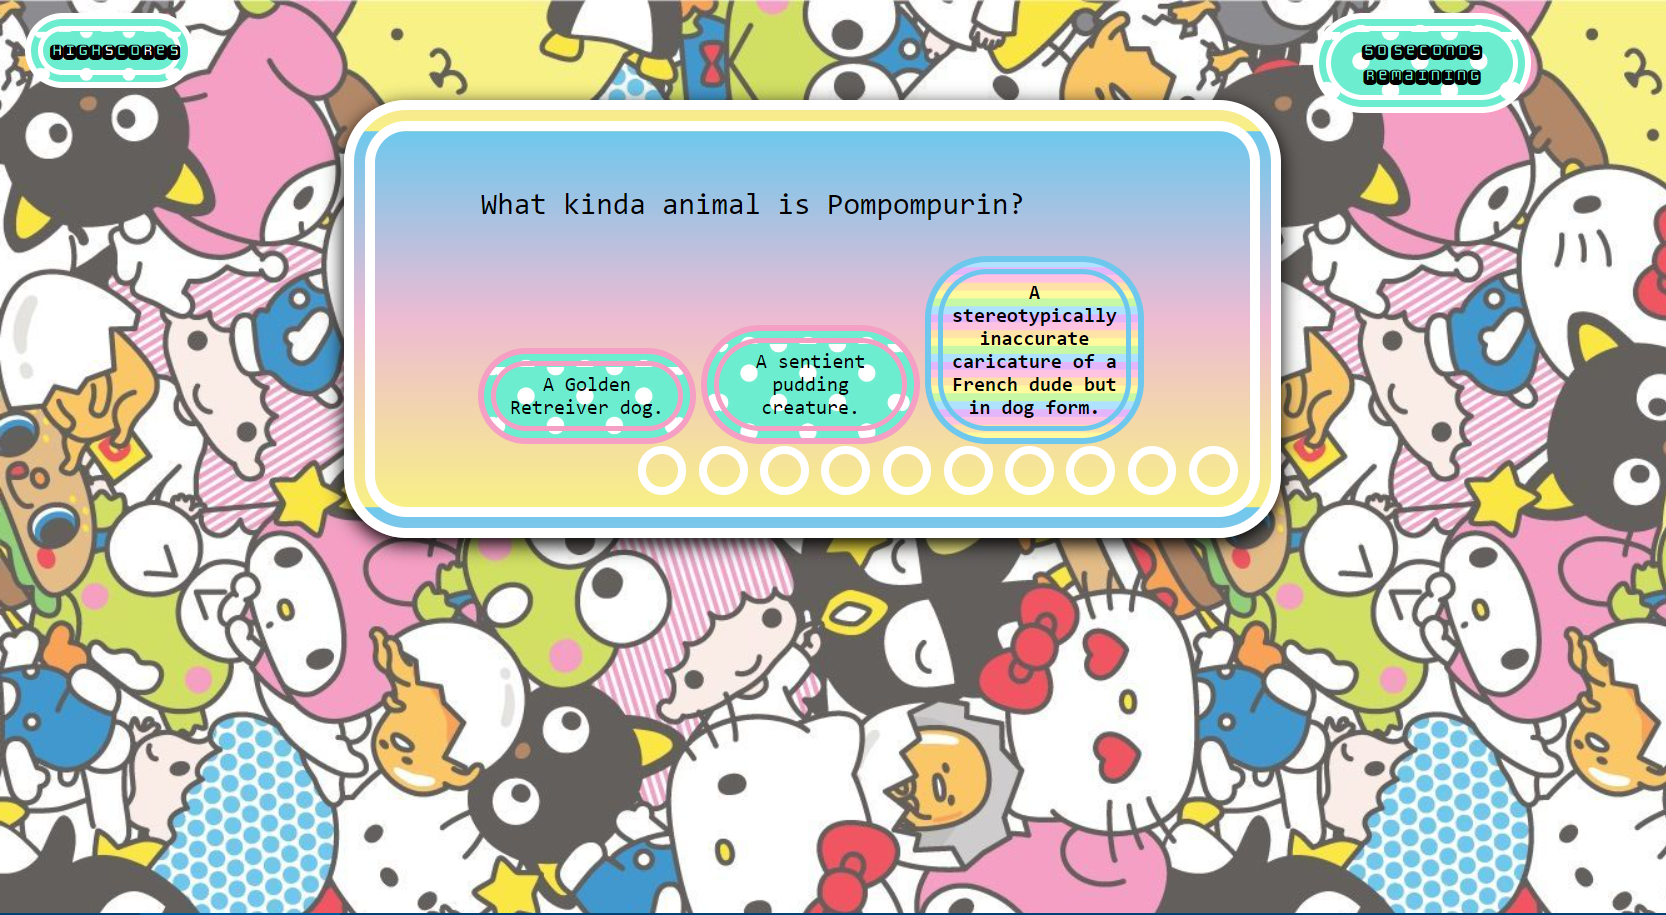 HIGHSCORES
50 Seconds
Remaining
What kinda animal is Pompompurin?
A Golden
Retreiver dog.
A sentient
pudding
creature.
A
stereotypically
inaccurate
caricature of a
French dude but
in dog form.